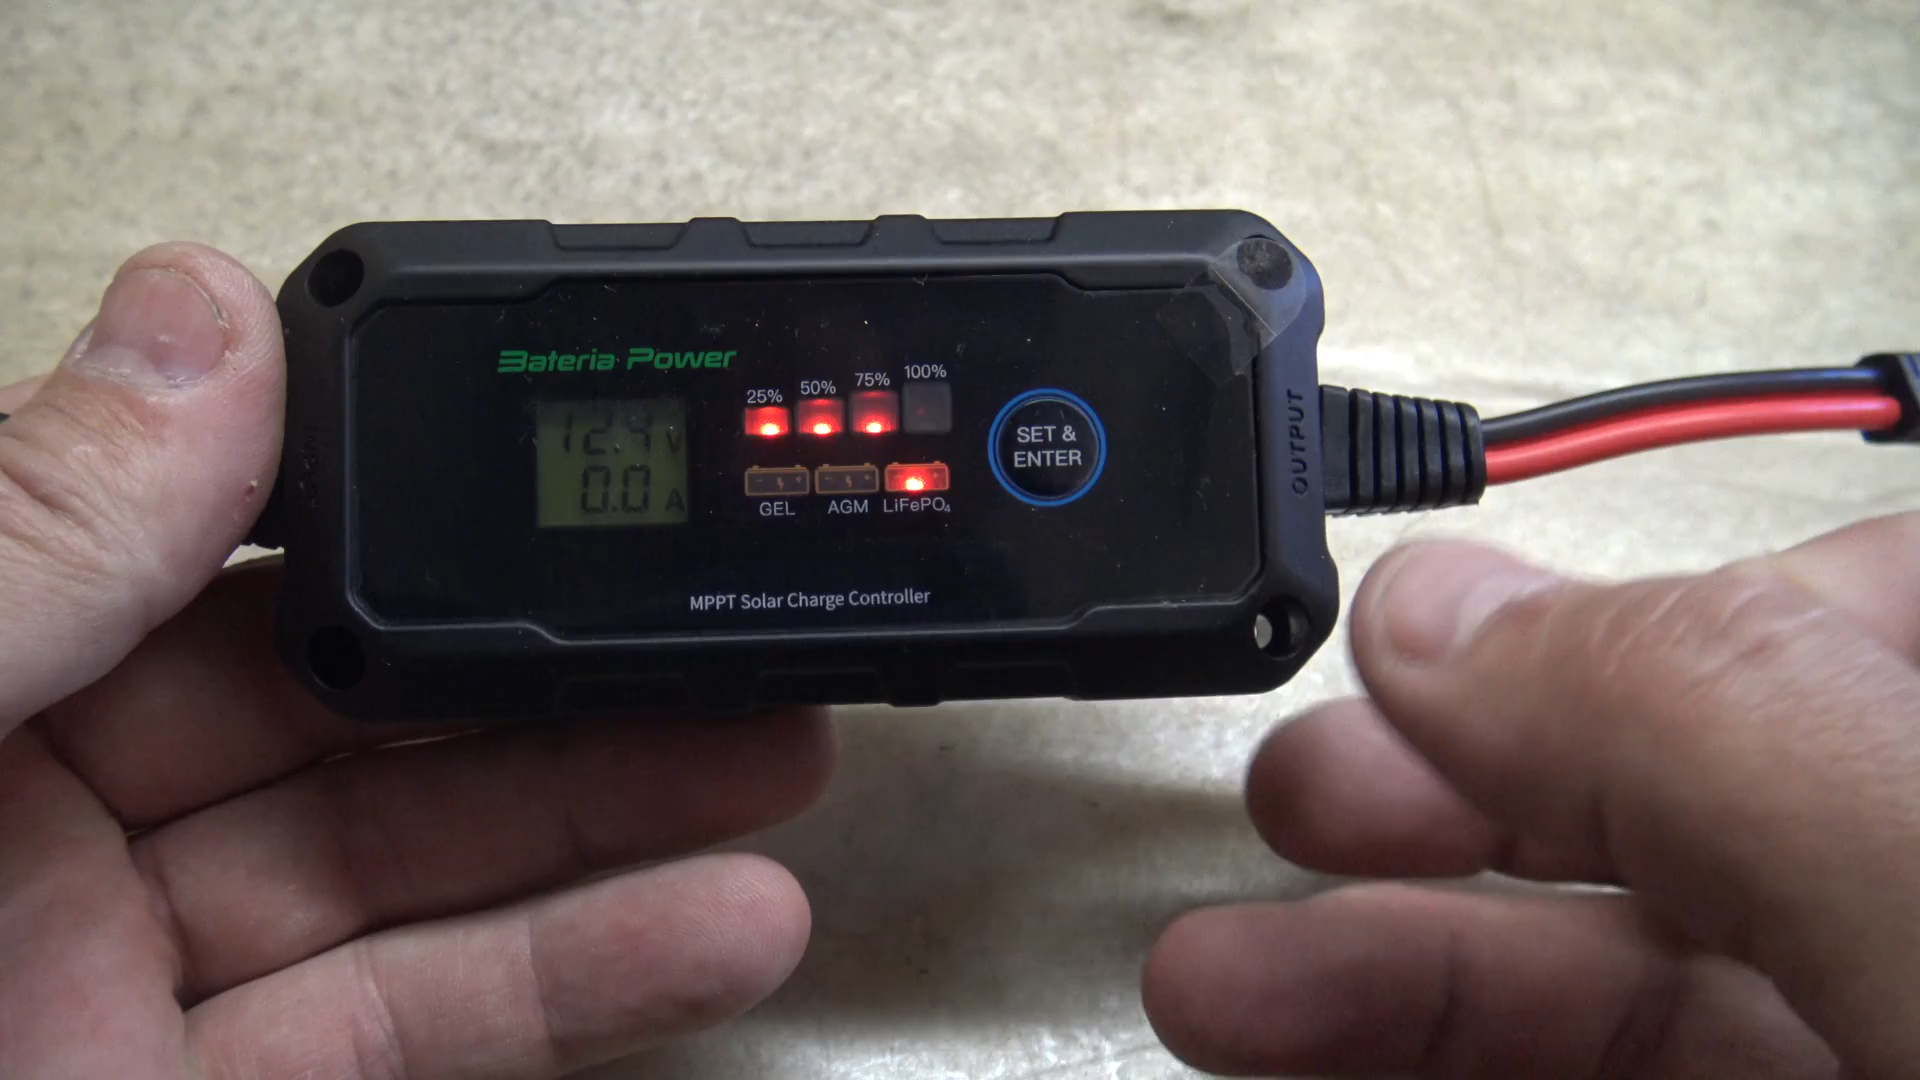 Bateria Power
12.4 V
0.0 A
25% 50% 75% 100%
GEL AGM LiFePO₄
SET &
ENTER
MPPT Solar Charge Controller
OUTPUT